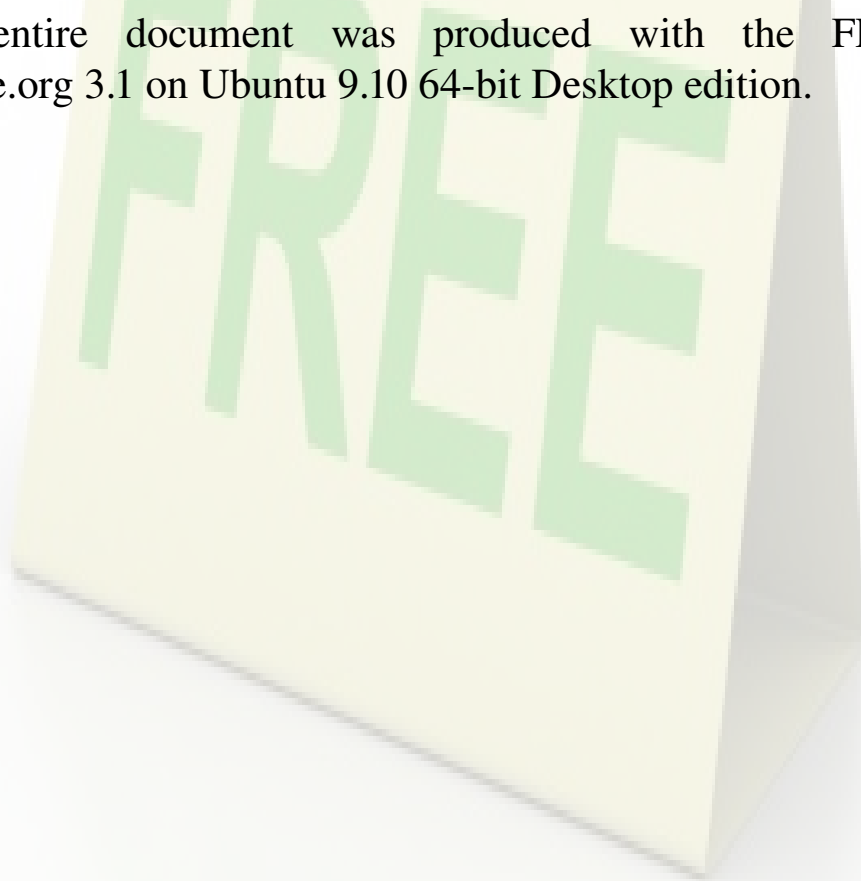 entire document was produced with the
e.org 3.1 on Ubuntu 9.10 64-bit Desktop edition.
FREE